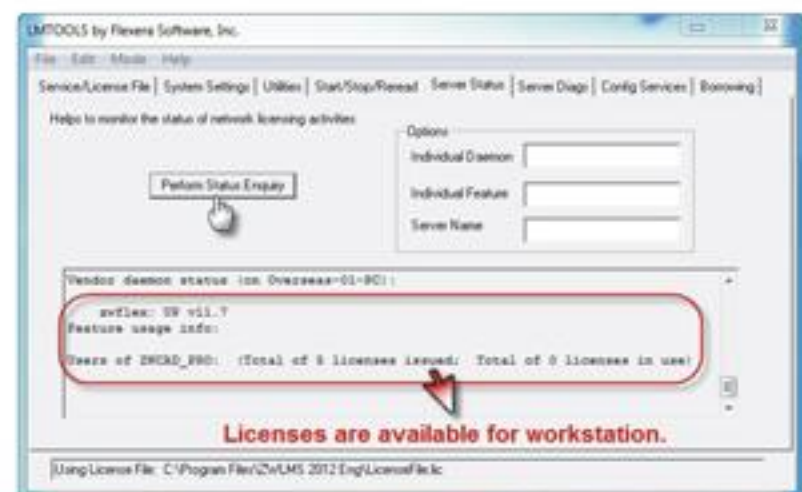 LMTOOLS by Flexera Software, Inc.
File Edit Mode Help
Service/License File | System Settings | Utilities | Start/Stop/Reread Server Status | Server Diags | Config Services | Borrowing |
Helps to monitor the status of network licensing activities
Perform Status Enquiry
Options
Individual Daemon
Individual Feature
Server Name
Vendor daemon status (on Overseas-01-PC):
zwflex: UP v11.7
Feature usage info:
Users of ZWCAD_PRO: (Total of 5 licenses issued; Total of 0 licenses in use)
Licenses are available for workstation.
Using License File: C:\Program Files\ZWLMS 2012 Eng\LicenseFile.lic